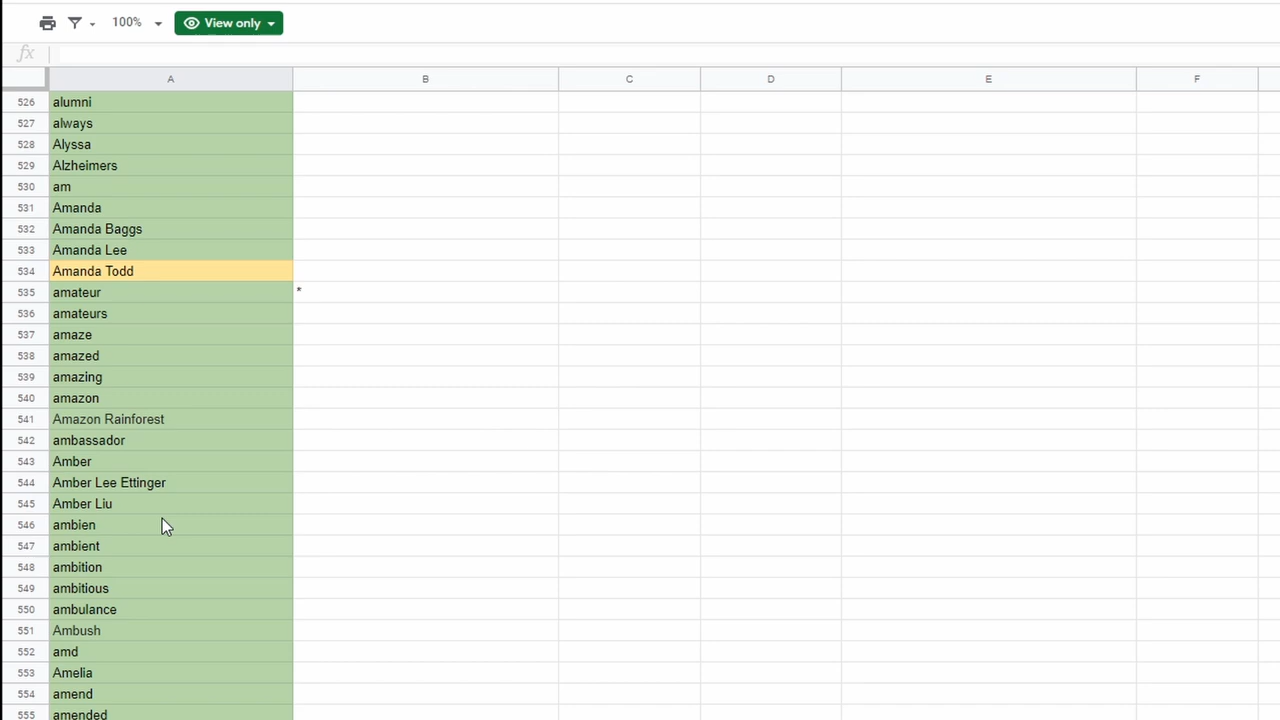 100% View only
fx
A B C D E F
526 alumni
527 always
528 Alyssa
529 Alzheimers
530 am
531 Amanda
532 Amanda Baggs
533 Amanda Lee
534 Amanda Todd
535 amateur *
536 amateurs
537 amaze
538 amazed
539 amazing
540 amazon
541 Amazon Rainforest
542 ambassador
543 Amber
544 Amber Lee Ettinger
545 Amber Liu
546 ambien
547 ambient
548 ambition
549 ambitious
550 ambulance
551 Ambush
552 amd
553 Amelia
554 amend
555 amended